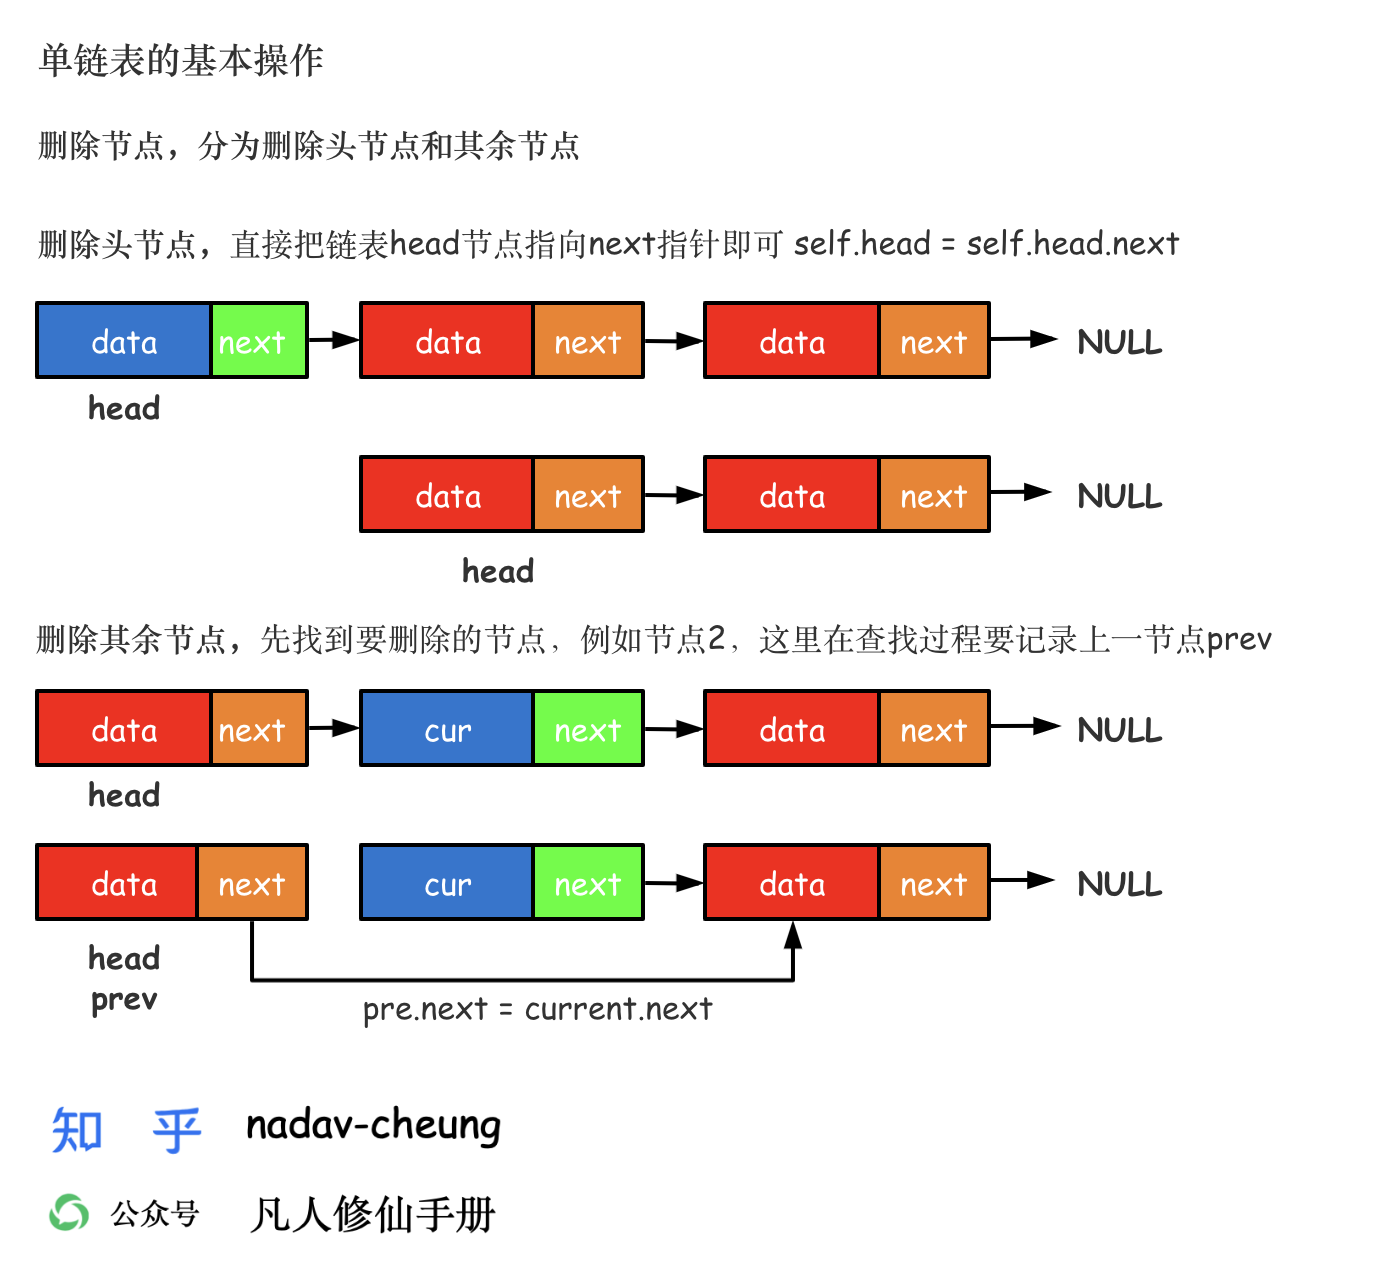 单链表的基本操作
删除节点，分为删除头节点和其余节点
删除头节点，直接把链表head节点指向next指针即可 self.head = self.head.next
data next data next data next NULL
head
data next data next NULL
head
删除其余节点，先找到要删除的节点，例如节点2，这里在查找过程要记录上一节点prev
data next cur next data next NULL
head
data next cur next data next NULL
head
prev
pre.next = current.next
知 乎 nadav-cheung
公众号 凡人修仙手册